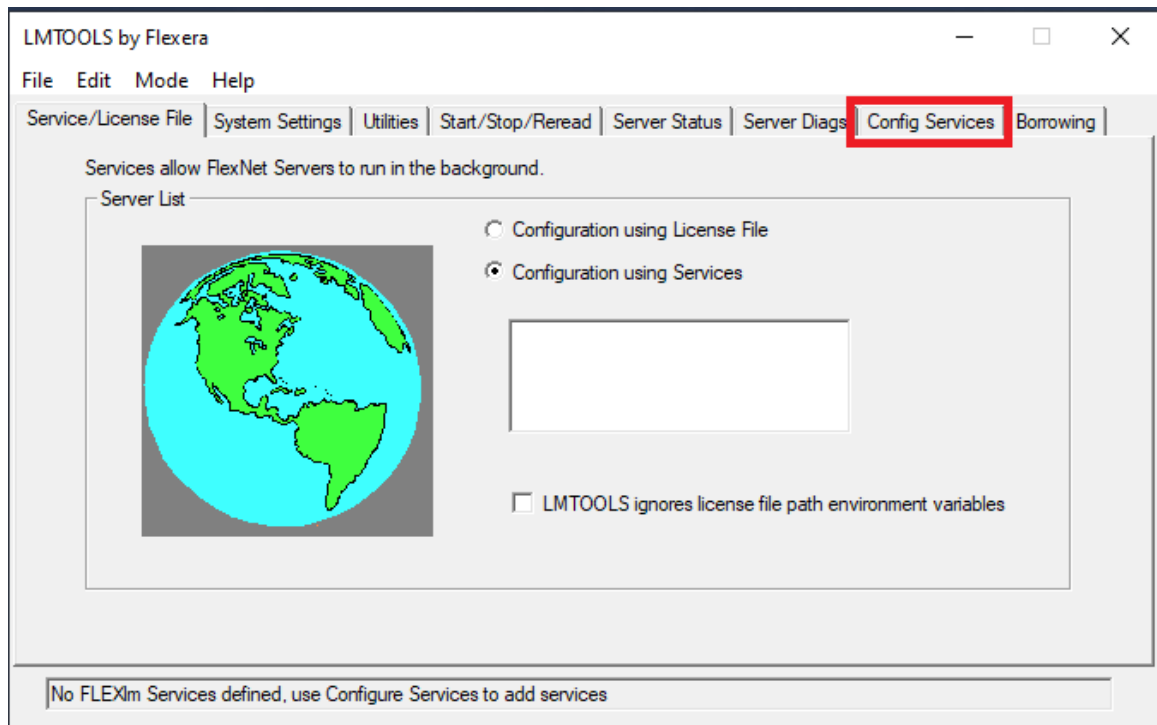 LMTOOLS by Flexera
File Edit Mode Help
Service/License File System Settings Utilities Start/Stop/Reread Server Status Server Diags Config Services Borrowing
Services allow FlexNet Servers to run in the background.
Server List
Configuration using License File
Configuration using Services
LMTOOLS ignores license file path environment variables
No FLEXlm Services defined, use Configure Services to add services